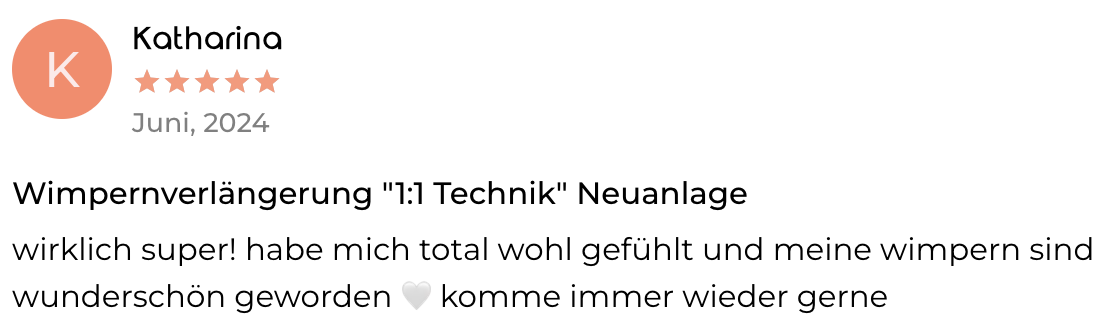 K
Katharina
Juni, 2024
Wimpernverlängerung "1:1 Technik" Neuanlage
wirklich super! habe mich total wohl gefühlt und meine wimpern sind
wunderschön geworden 🤍 komme immer wieder gerne